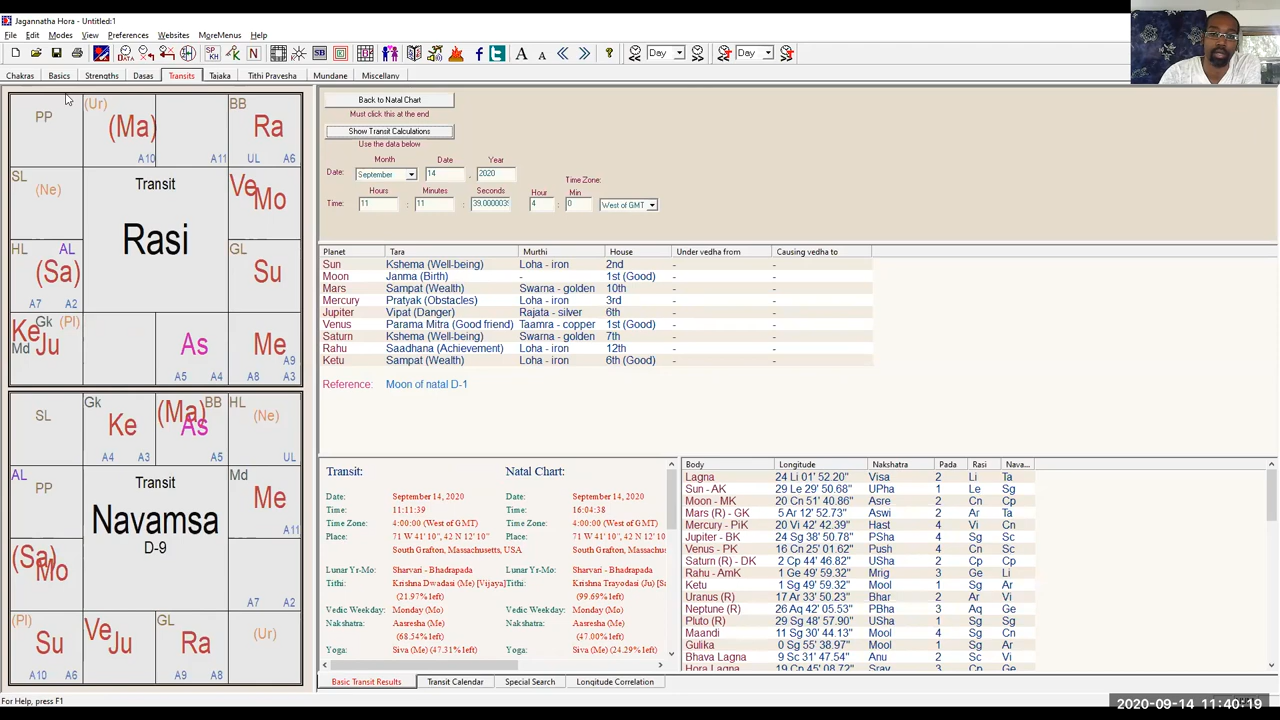 Jagannatha Hora - Untitled:1
File Edit Modes View Preferences Websites MoreMenus Help
Day Day
Chakras Basics Strengths Dasas Transits Tajaka Tithi Pravesha Mundane Miscellany
PP (Ur) (Ma) A10 A11 BB Ra UL A6
SL (Ne) Transit Ve Mo
Rasi
HL AL (Sa) A7 A2 GL Su
Ke Gk (Pl) Md Ju As A5 A4 Me A9 A8 A3
SL Gk Ke A4 A3 (Ma) BB As A5 HL (Ne) UL
AL PP Transit Md Me A11
Navamsa
D-9
(Sa) Mo A7 A2
(Pl) Su A10 A6 Ve Ju GL Ra A9 A8 (Ur)
Back to Natal Chart
Must click this at the end
Show Transit Calculations
Use the data below
Month Date Year
Date: September 14 , 2020
Hours Minutes Seconds Hour Min Time Zone:
Time: 11 : 11 : 39.000003 4 : 0 West of GMT
Planet Tara Murthi House Under vedha from Causing vedha to
Sun Kshema (Well-being) Loha - iron 2nd - -
Moon Janma (Birth) - 1st (Good) - -
Mars Sampat (Wealth) Swarna - golden 10th - -
Mercury Pratyak (Obstacles) Loha - iron 3rd - -
Jupiter Vipat (Danger) Rajata - silver 6th - -
Venus Parama Mitra (Good friend) Taamra - copper 1st (Good) - -
Saturn Kshema (Well-being) Swarna - golden 7th - -
Rahu Saadhana (Achievement) Loha - iron 12th - -
Ketu Sampat (Wealth) Loha - iron 6th (Good) - -
Reference: Moon of natal D-1
Transit: Natal Chart:
Date: September 14, 2020 September 14, 2020
Time: 11:11:39 Time: 16:04:38
Time Zone: 4:00:00 (West of GMT) Time Zone: 4:00:00 (West of GMT)
Place: 71 W 41' 10", 42 N 12' 10 Place: 71 W 41' 10", 42 N 12' 10
South Grafton, Massachusetts, USA South Grafton, Massachus
Lunar Yr-Mo: Sharvari - Bhadrapada Lunar Yr-Mo: Sharvari - Bhadrapada
Tithi: Krishna Dwadasi (Me) [Vijaya] Tithi: Krishna Trayodasi (Ju) [Sa
(21.97% left) (99.69% left)
Vedic Weekday: Monday (Mo) Vedic Weekday: Monday (Mo)
Nakshatra: Aasresha (Me) Nakshatra: Aasresha (Me)
(68.54% left) (47.00% left)
Yoga: Siva (Me) (47.31% left) Yoga: Siva (Me) (24.29% left)
Body Longitude Nakshatra Pada Rasi Nava...
Lagna 24 Li 01' 52.20" Visa 2 Li Ta
Sun - AK 29 Le 29' 50.68" UPha 1 Le Sg
Moon - MK 20 Cn 51' 40.86" Asre 2 Cn Cp
Mars (R) - GK 5 Ar 12' 52.73" Aswi 2 Ar Ta
Mercury - PiK 20 Vi 42' 42.39" Hast 4 Vi Cn
Jupiter - BK 24 Sg 38' 50.78" PSha 4 Sg Sc
Venus - PK 16 Cn 25' 01.62" Push 4 Cn Sc
Saturn (R) - DK 2 Cp 44' 46.82" USha 2 Cp Cp
Rahu - AmK 1 Ge 49' 59.32" Mrig 3 Ge Li
Ketu 1 Sg 49' 59.32" Mool 1 Sg Ar
Uranus (R) 17 Ar 33' 50.23" Bhar 2 Ar Vi
Neptune (R) 26 Aq 42' 05.53" PBha 3 Aq Ge
Pluto (R) 29 Sg 48' 57.90" USha 1 Sg Sg
Maandi 11 Sg 30' 44.13" Mool 4 Sg Cn
Gulika 0 Sg 55' 38.97" Mool 1 Sg Ar
Bhava Lagna 9 Sc 31' 47.54" Anu 2 Sc Vi
Hora Lagna 19 Cp 45' 08.72" Srav 3 Cp Ge
Basic Transit Results Transit Calendar Special Search Longitude Correlation
For Help, press F1
2020-09-14 11:40:19